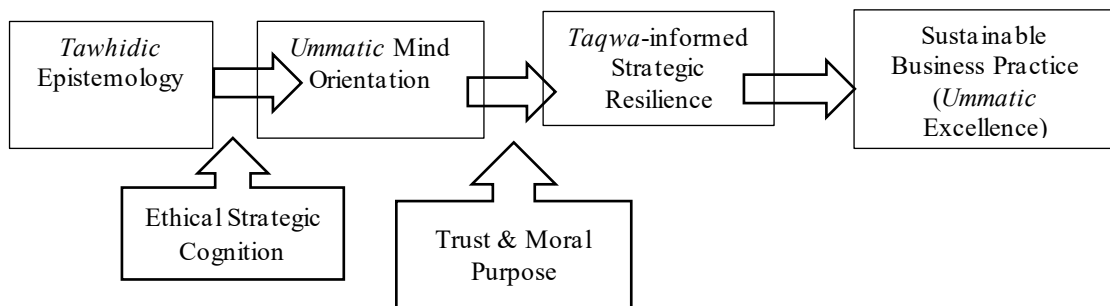 Tawhidic
Epistemology
Ummatic Mind
Orientation
Taqwa-informed
Strategic
Resilience
Sustainable
Business Practice
(Ummatic
Excellence)
Ethical Strategic
Cognition
Trust & Moral
Purpose